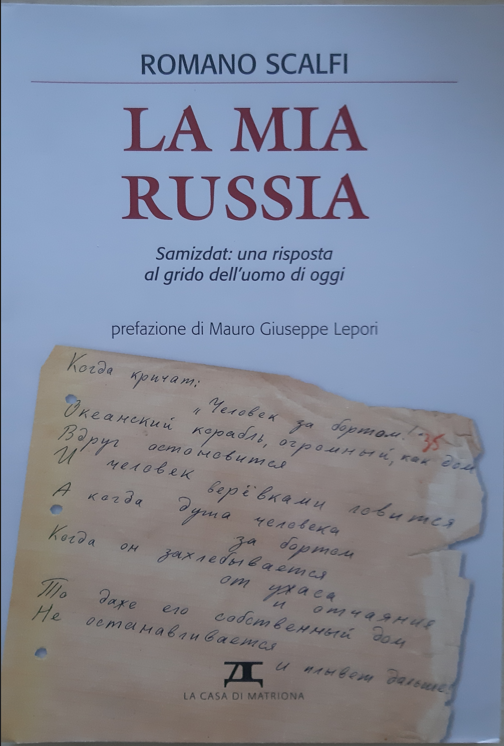 ROMANO SCALFI
LA MIA
RUSSIA
Samizdat: una risposta
al grido dell'uomo di oggi
prefazione di Mauro Giuseppe Lepori
Когда кричат:
"Человек за бортом!"
Океанский корабль, огромный, как дом
Вдруг остановится
И человек
верёвками ловится
А когда душа человека
за бортом
Когда он захлебывается
от ужаса
и отчаяния
То даже его собственный дом
Не останавливается
и плывет дальше.
LA CASA DI MATRIONA